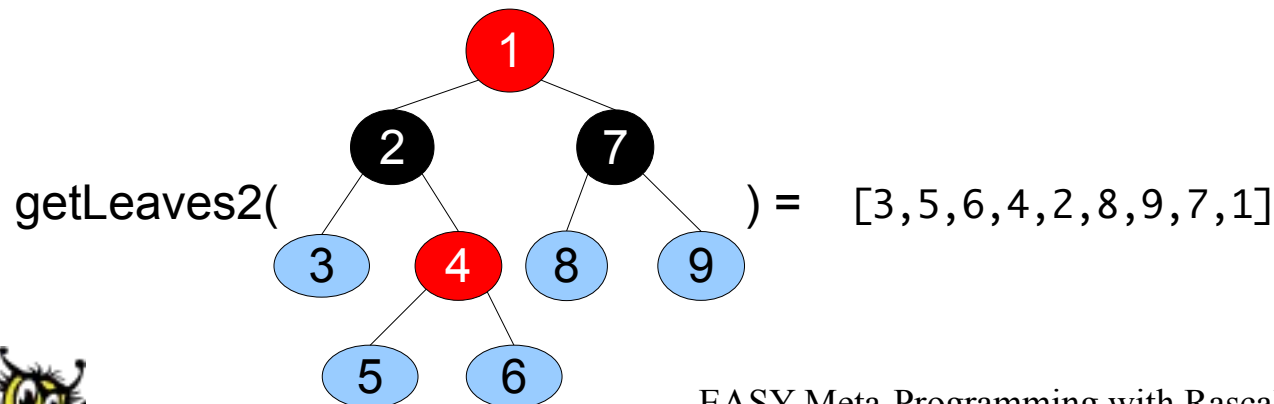 1
2 7
getLeaves2( ) = [3,5,6,4,2,8,9,7,1]
3 4 8 9
5 6
EASY Meta-Programming with Rasca